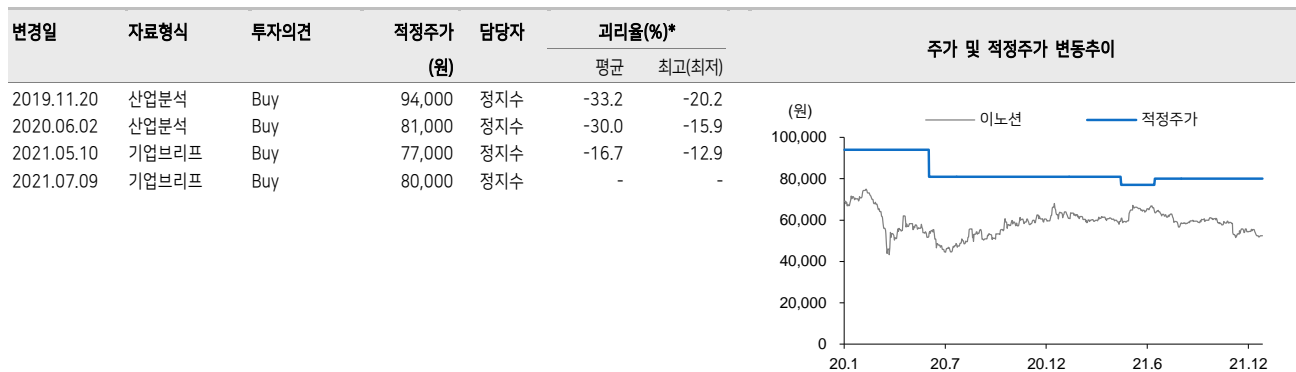 변경일 자료형식 투자의견 적정주가 담당자 괴리율(%)* 주가 및 적정주가 변동추이
(원) 평균 최고(최저)
2019.11.20 산업분석 Buy 94,000 정지수 -33.2 -20.2
2020.06.02 산업분석 Buy 81,000 정지수 -30.0 -15.9
2021.05.10 기업브리프 Buy 77,000 정지수 -16.7 -12.9
2021.07.09 기업브리프 Buy 80,000 정지수 - -
(원) 이노션 적정주가
100,000
80,000
60,000
40,000
20,000
0
20.1 20.7 20.12 21.6 21.12